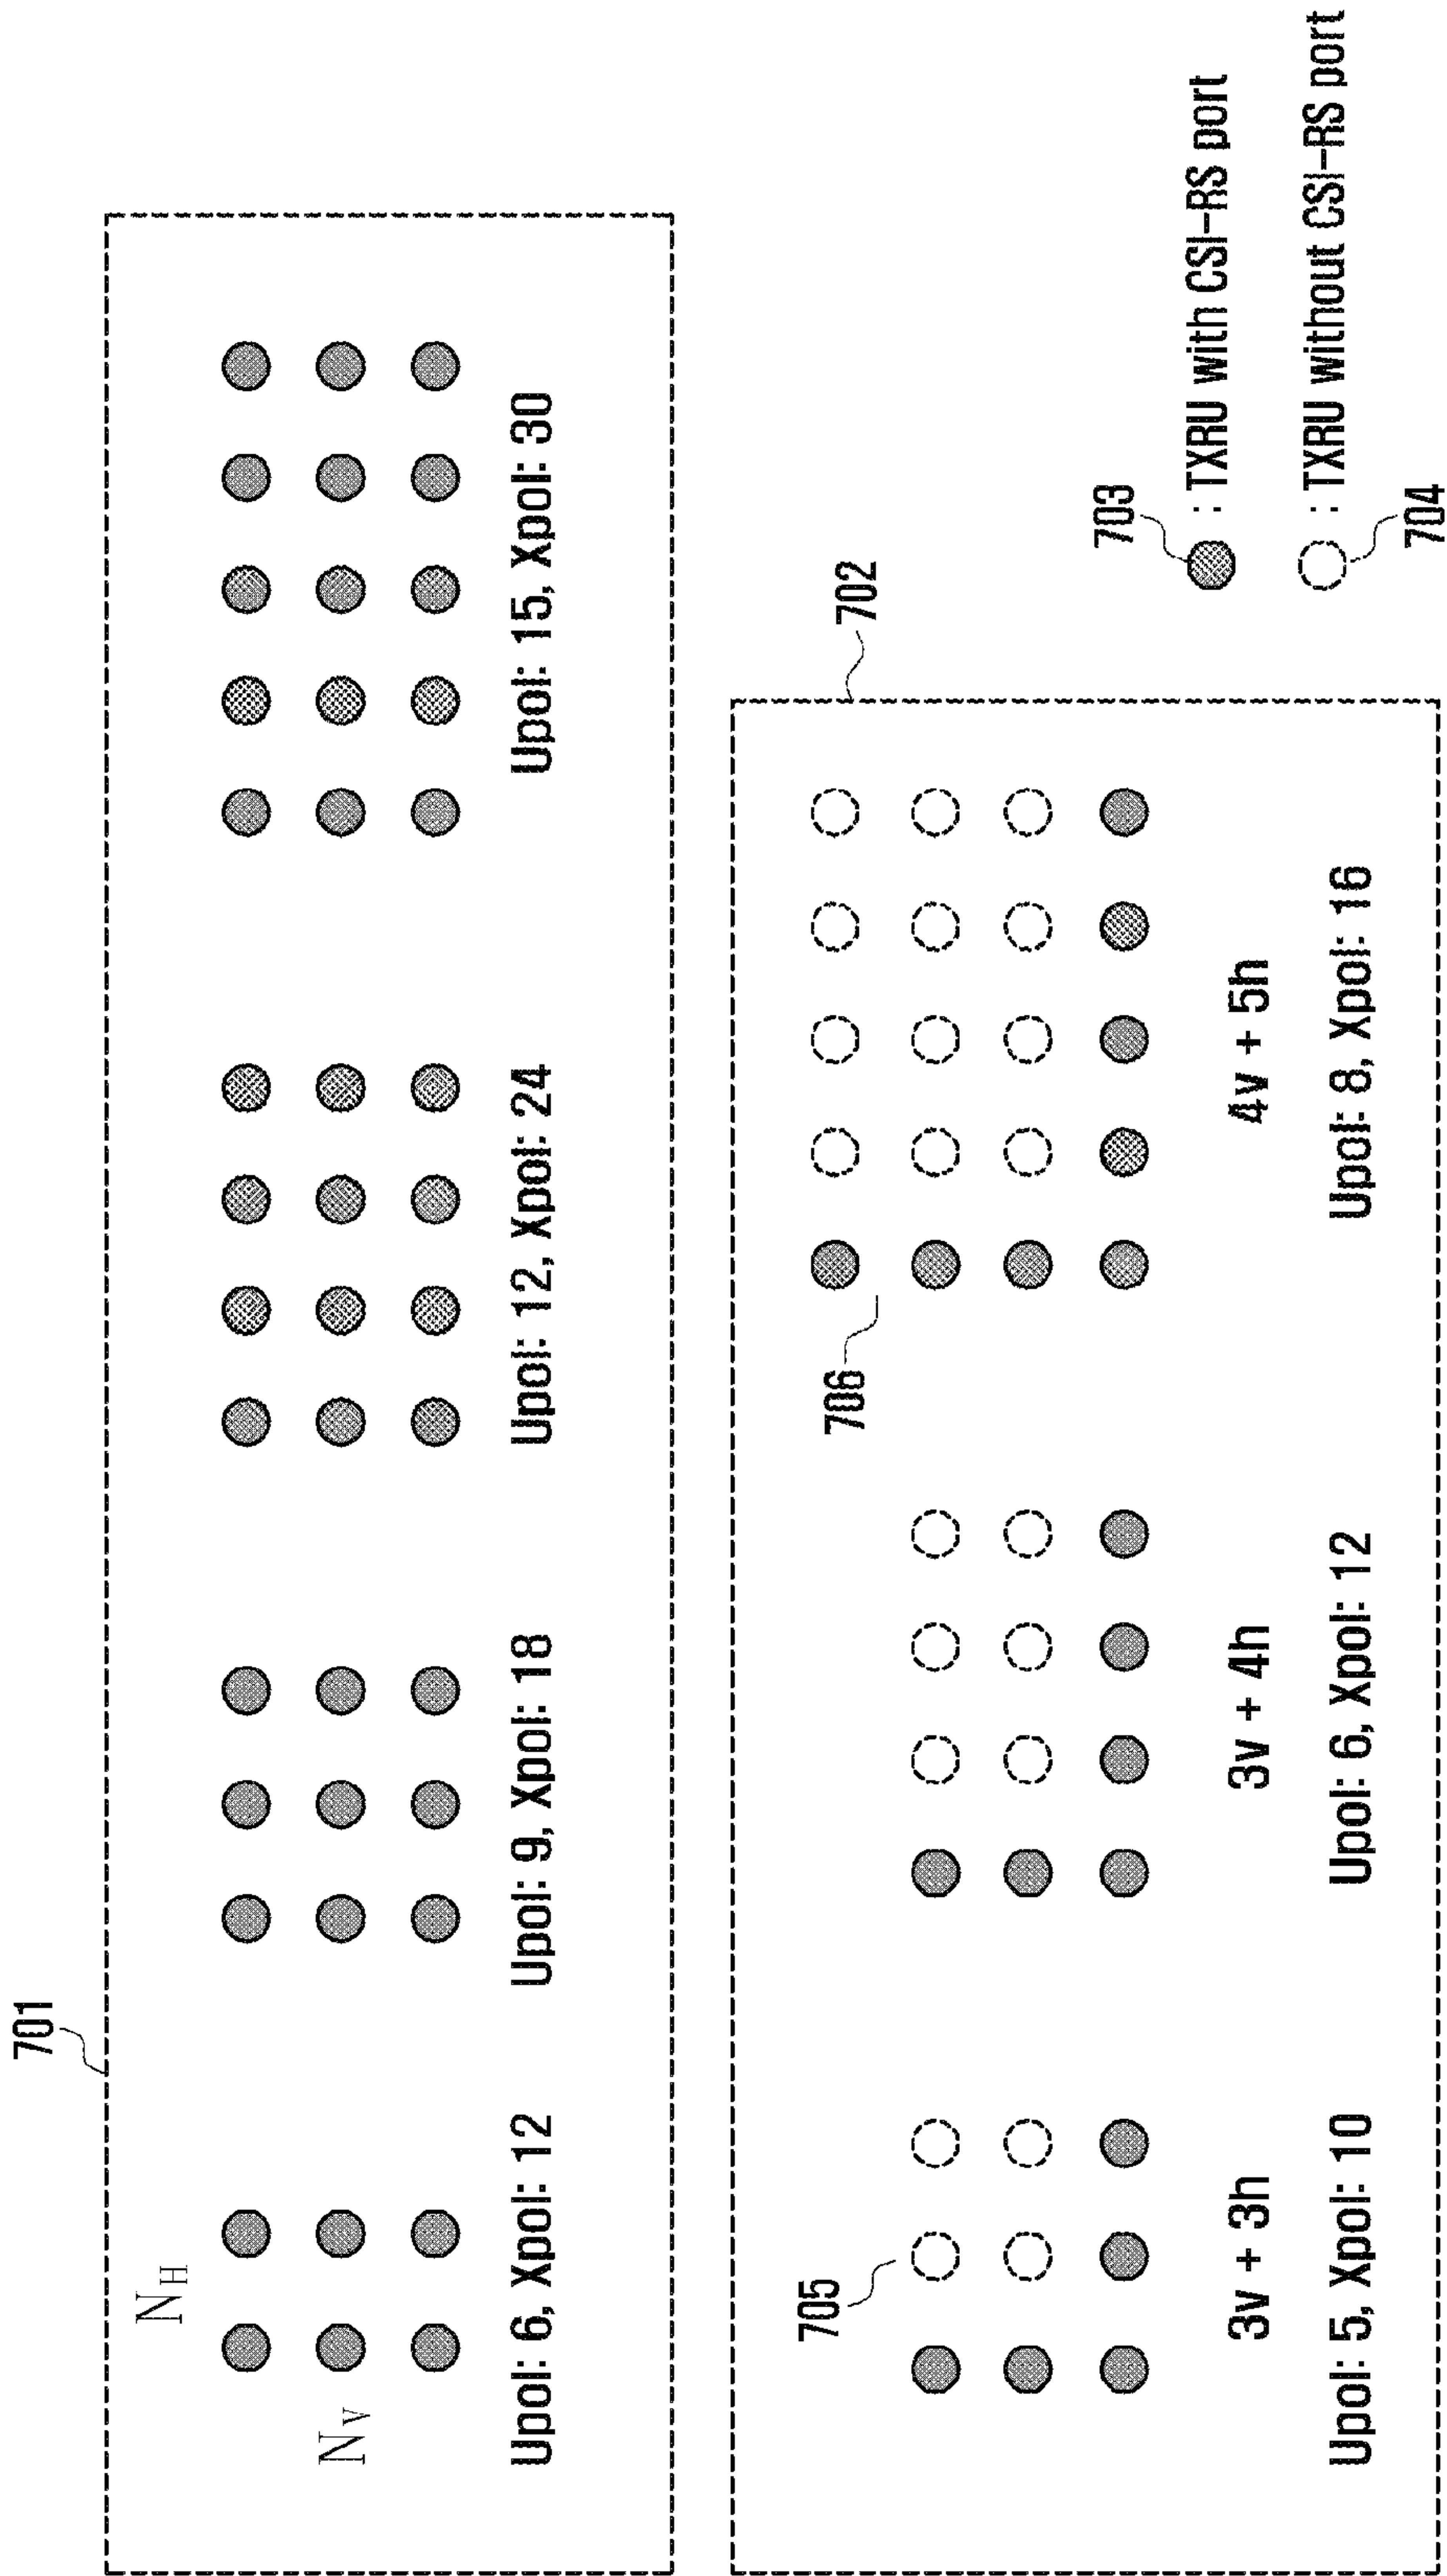 701
N_H
N_V
Upol: 6, Xpol: 12
Upol: 9, Xpol: 18
Upol: 12, Xpol: 24
Upol: 15, Xpol: 30
702
705
706
3v + 3h
3v + 4h
4v + 5h
Upol: 5, Xpol: 10
Upol: 6, Xpol: 12
Upol: 8, Xpol: 16
703
: TXRU with CSI-RS port
: TXRU without CSI-RS port
704